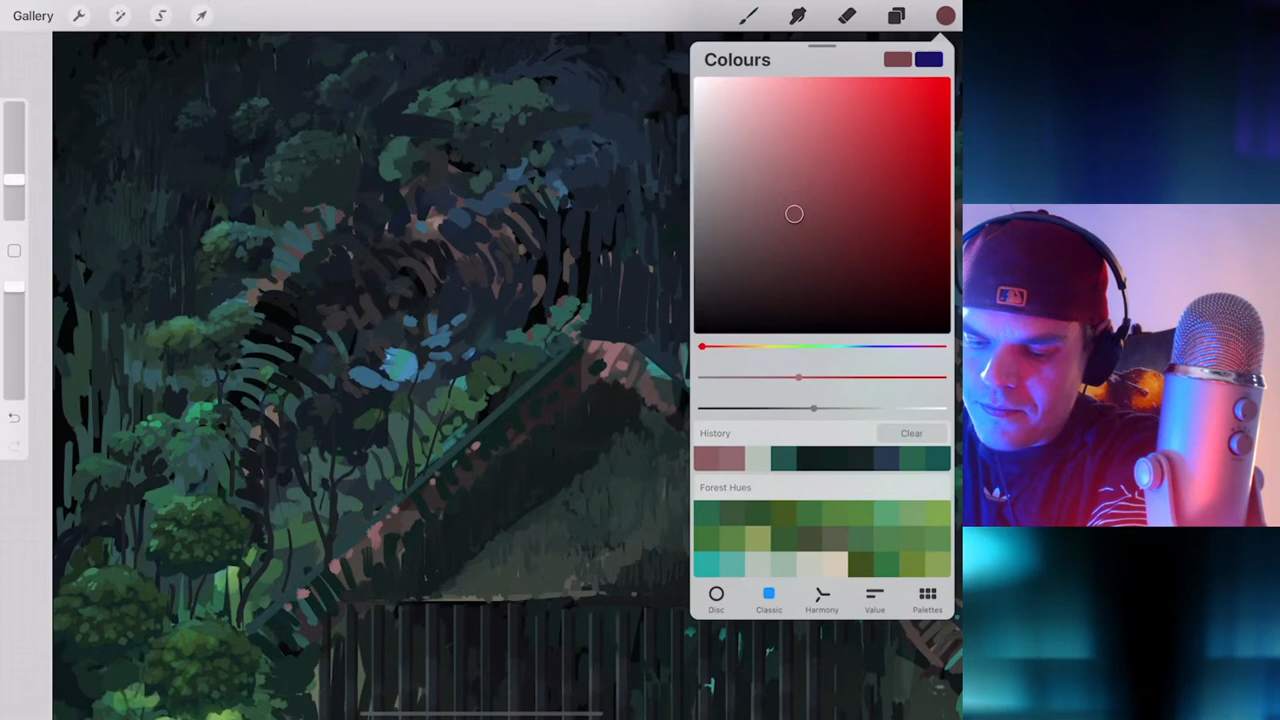 Gallery
Colours
History
Clear
Forest Hues
Disc
Classic
Harmony
Value
Palettes